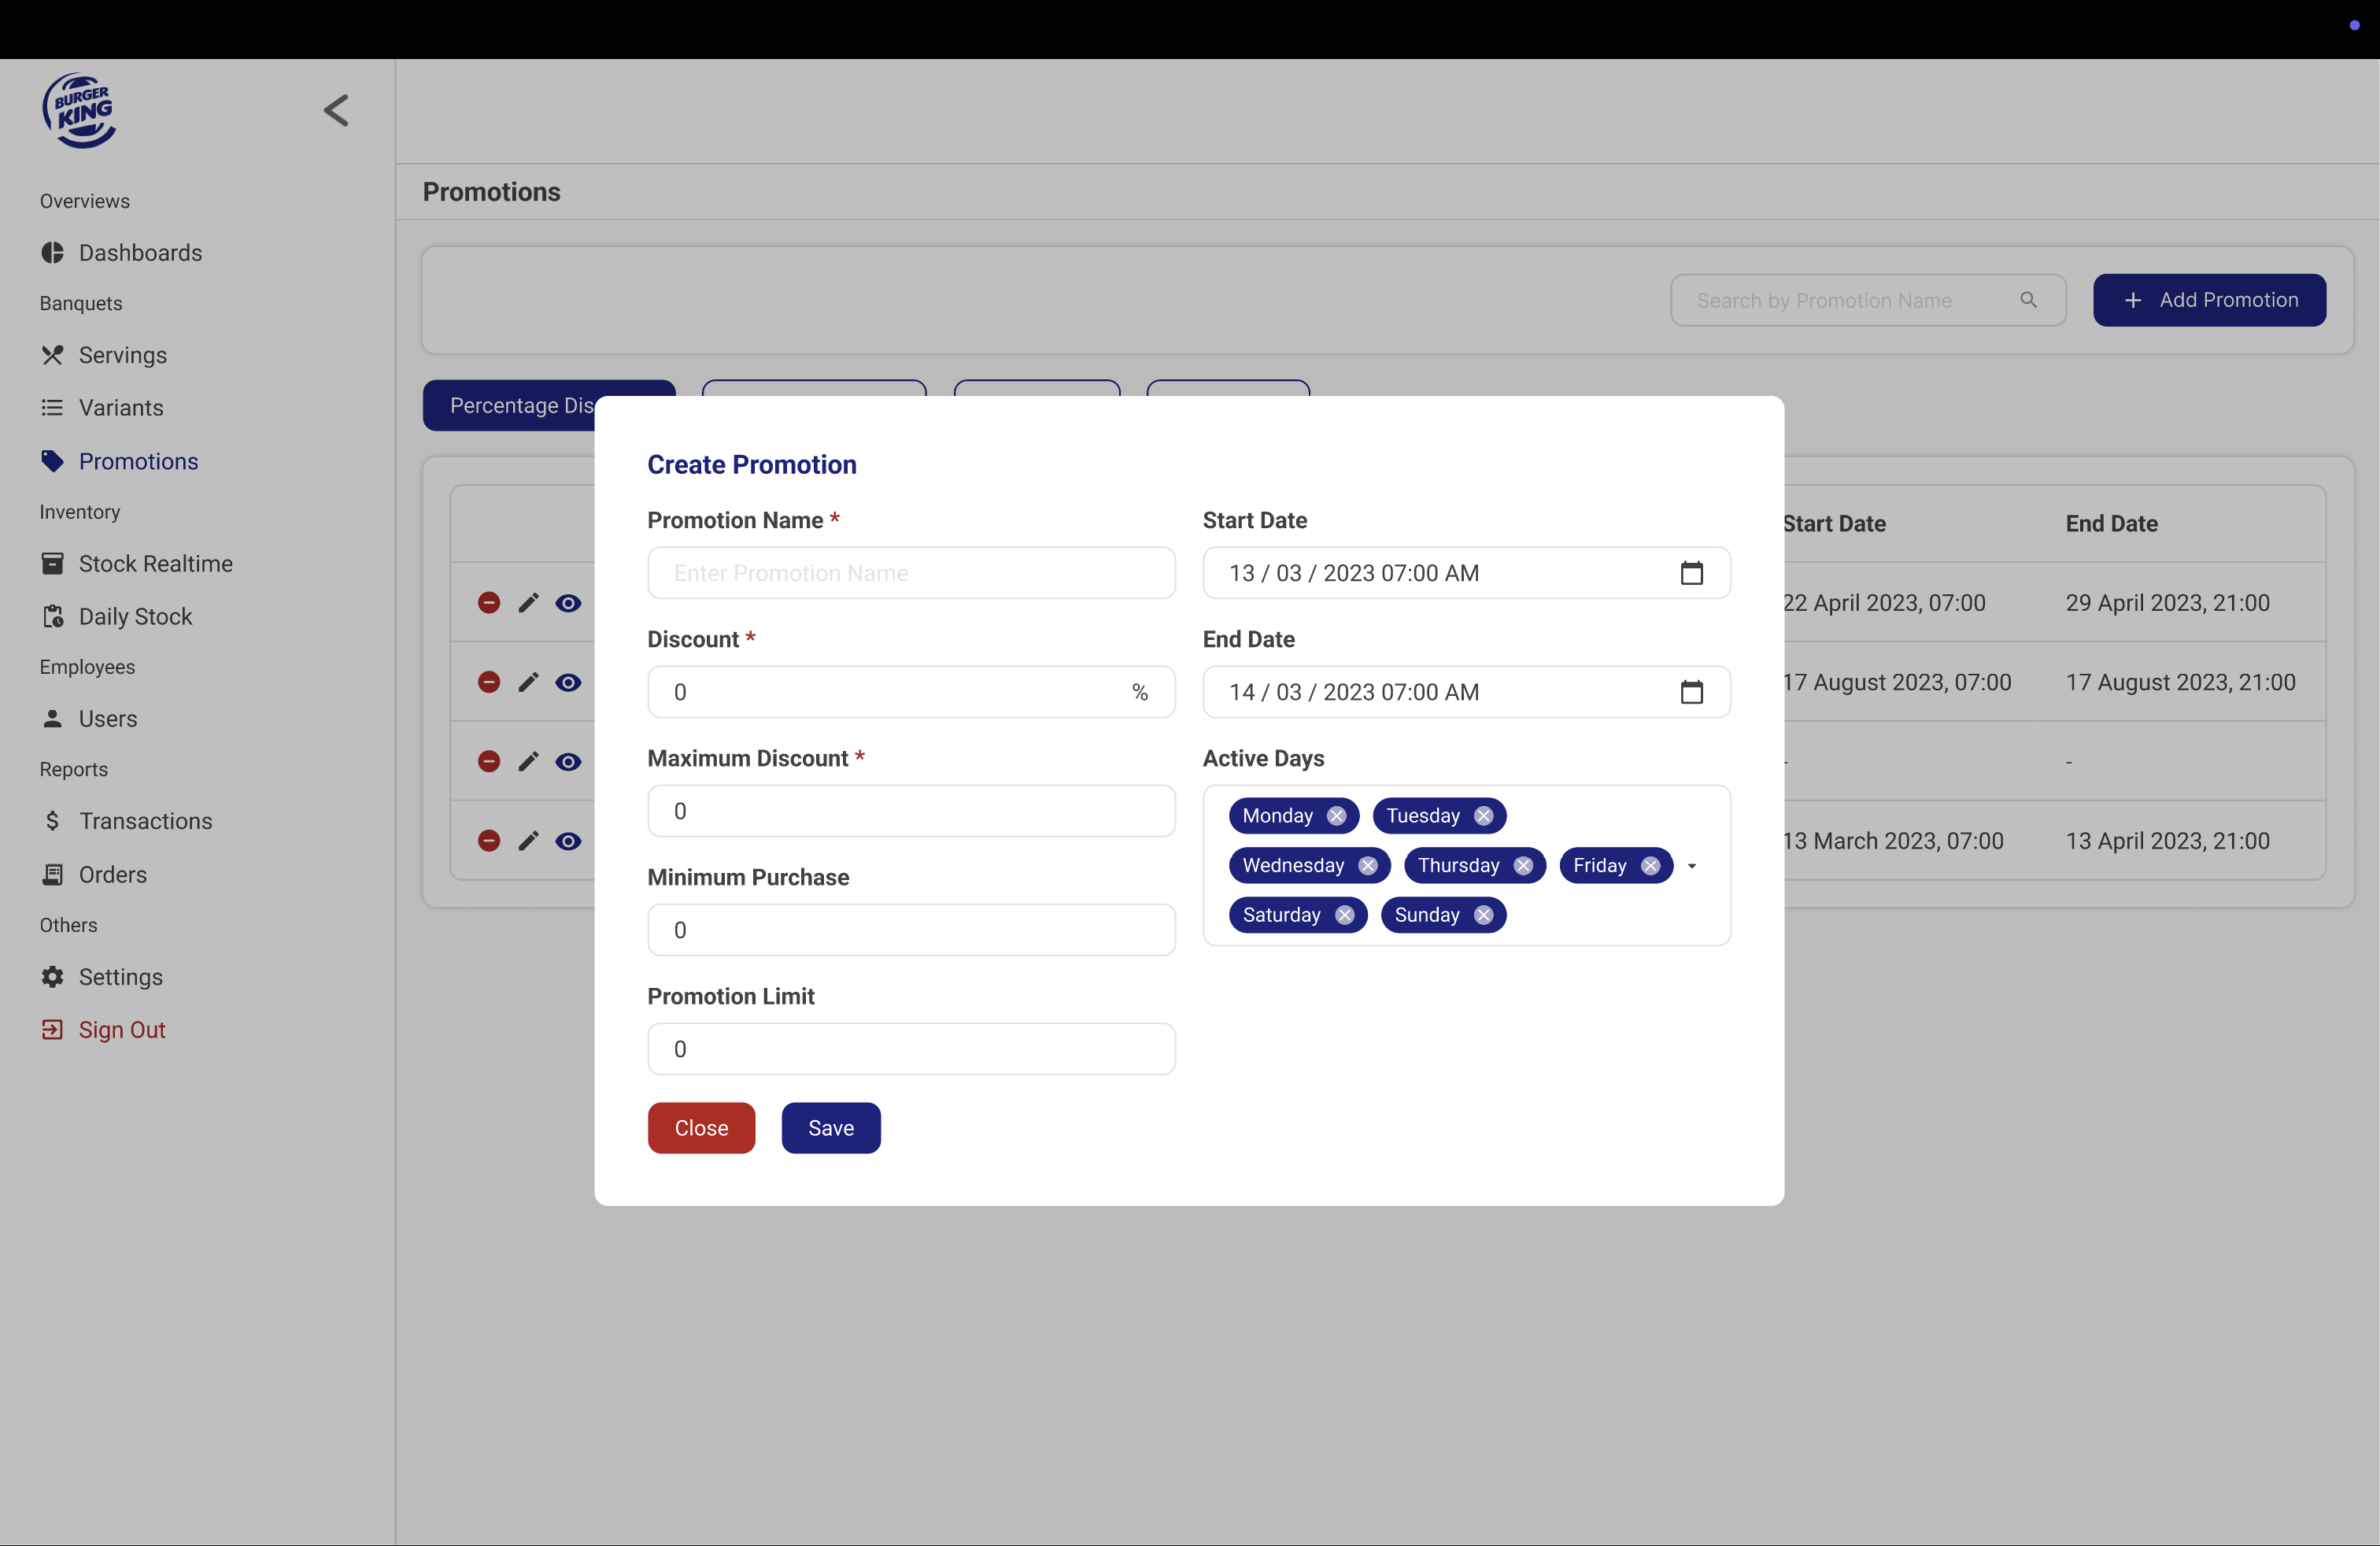 BURGER
KING
Overviews
Dashboards
Banquets
Servings
Variants
Promotions
Inventory
Stock Realtime
Daily Stock
Employees
Users
Reports
Transactions
Orders
Others
Settings
Sign Out
Promotions
Search by Promotion Name
Add Promotion
Percentage Dis
Start Date End Date
22 April 2023, 07:00 29 April 2023, 21:00
17 August 2023, 07:00 17 August 2023, 21:00
- -
13 March 2023, 07:00 13 April 2023, 21:00
Create Promotion
Promotion Name *
Enter Promotion Name
Discount *
0 %
Maximum Discount *
0
Minimum Purchase
0
Promotion Limit
0
Start Date
13 / 03 / 2023 07:00 AM
End Date
14 / 03 / 2023 07:00 AM
Active Days
Monday Tuesday
Wednesday Thursday Friday
Saturday Sunday
Close Save